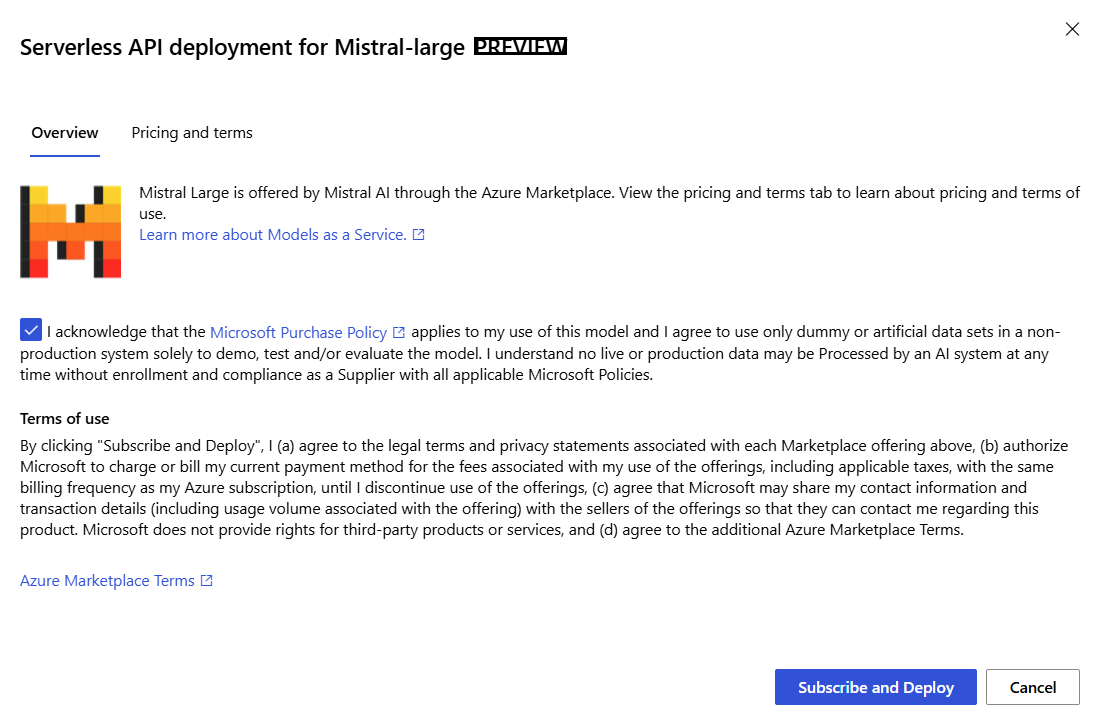 Serverless API deployment for Mistral-large PREVIEW
Overview Pricing and terms
Mistral Large is offered by Mistral AI through the Azure Marketplace. View the pricing and terms tab to learn about pricing and terms of
use.
Learn more about Models as a Service.
I acknowledge that the Microsoft Purchase Policy applies to my use of this model and I agree to use only dummy or artificial data sets in a non-
production system solely to demo, test and/or evaluate the model. I understand no live or production data may be Processed by an AI system at any
time without enrollment and compliance as a Supplier with all applicable Microsoft Policies.
Terms of use
By clicking "Subscribe and Deploy", I (a) agree to the legal terms and privacy statements associated with each Marketplace offering above, (b) authorize
Microsoft to charge or bill my current payment method for the fees associated with my use of the offerings, including applicable taxes, with the same
billing frequency as my Azure subscription, until I discontinue use of the offerings, (c) agree that Microsoft may share my contact information and
transaction details (including usage volume associated with the offering) with the sellers of the offerings so that they can contact me regarding this
product. Microsoft does not provide rights for third-party products or services, and (d) agree to the additional Azure Marketplace Terms.
Azure Marketplace Terms
Subscribe and Deploy Cancel